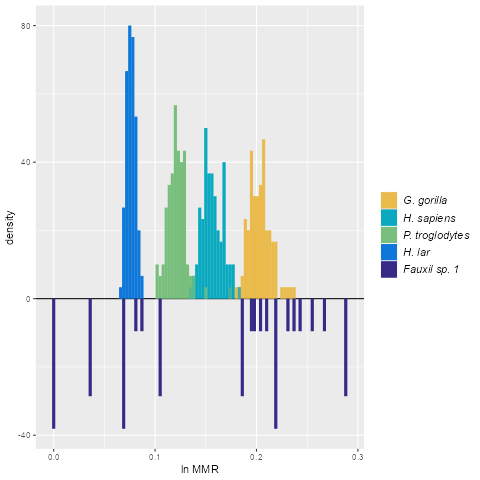 80
40
0
-40
density
0.0 0.1 0.2 0.3
ln MMR
G. gorilla
H. sapiens
P. troglodytes
H. lar
Fauxil sp. 1